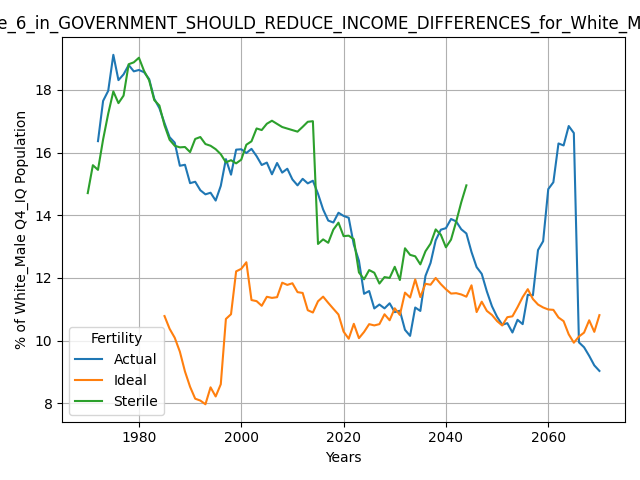 e_6_in_GOVERNMENT_SHOULD_REDUCE_INCOME_DIFFERENCES_for_White_M
% of White_Male Q4_IQ Population
18
16
14
12
10
8
Fertility
Actual
Ideal
Sterile
1980
2000
2020
2040
2060
Years